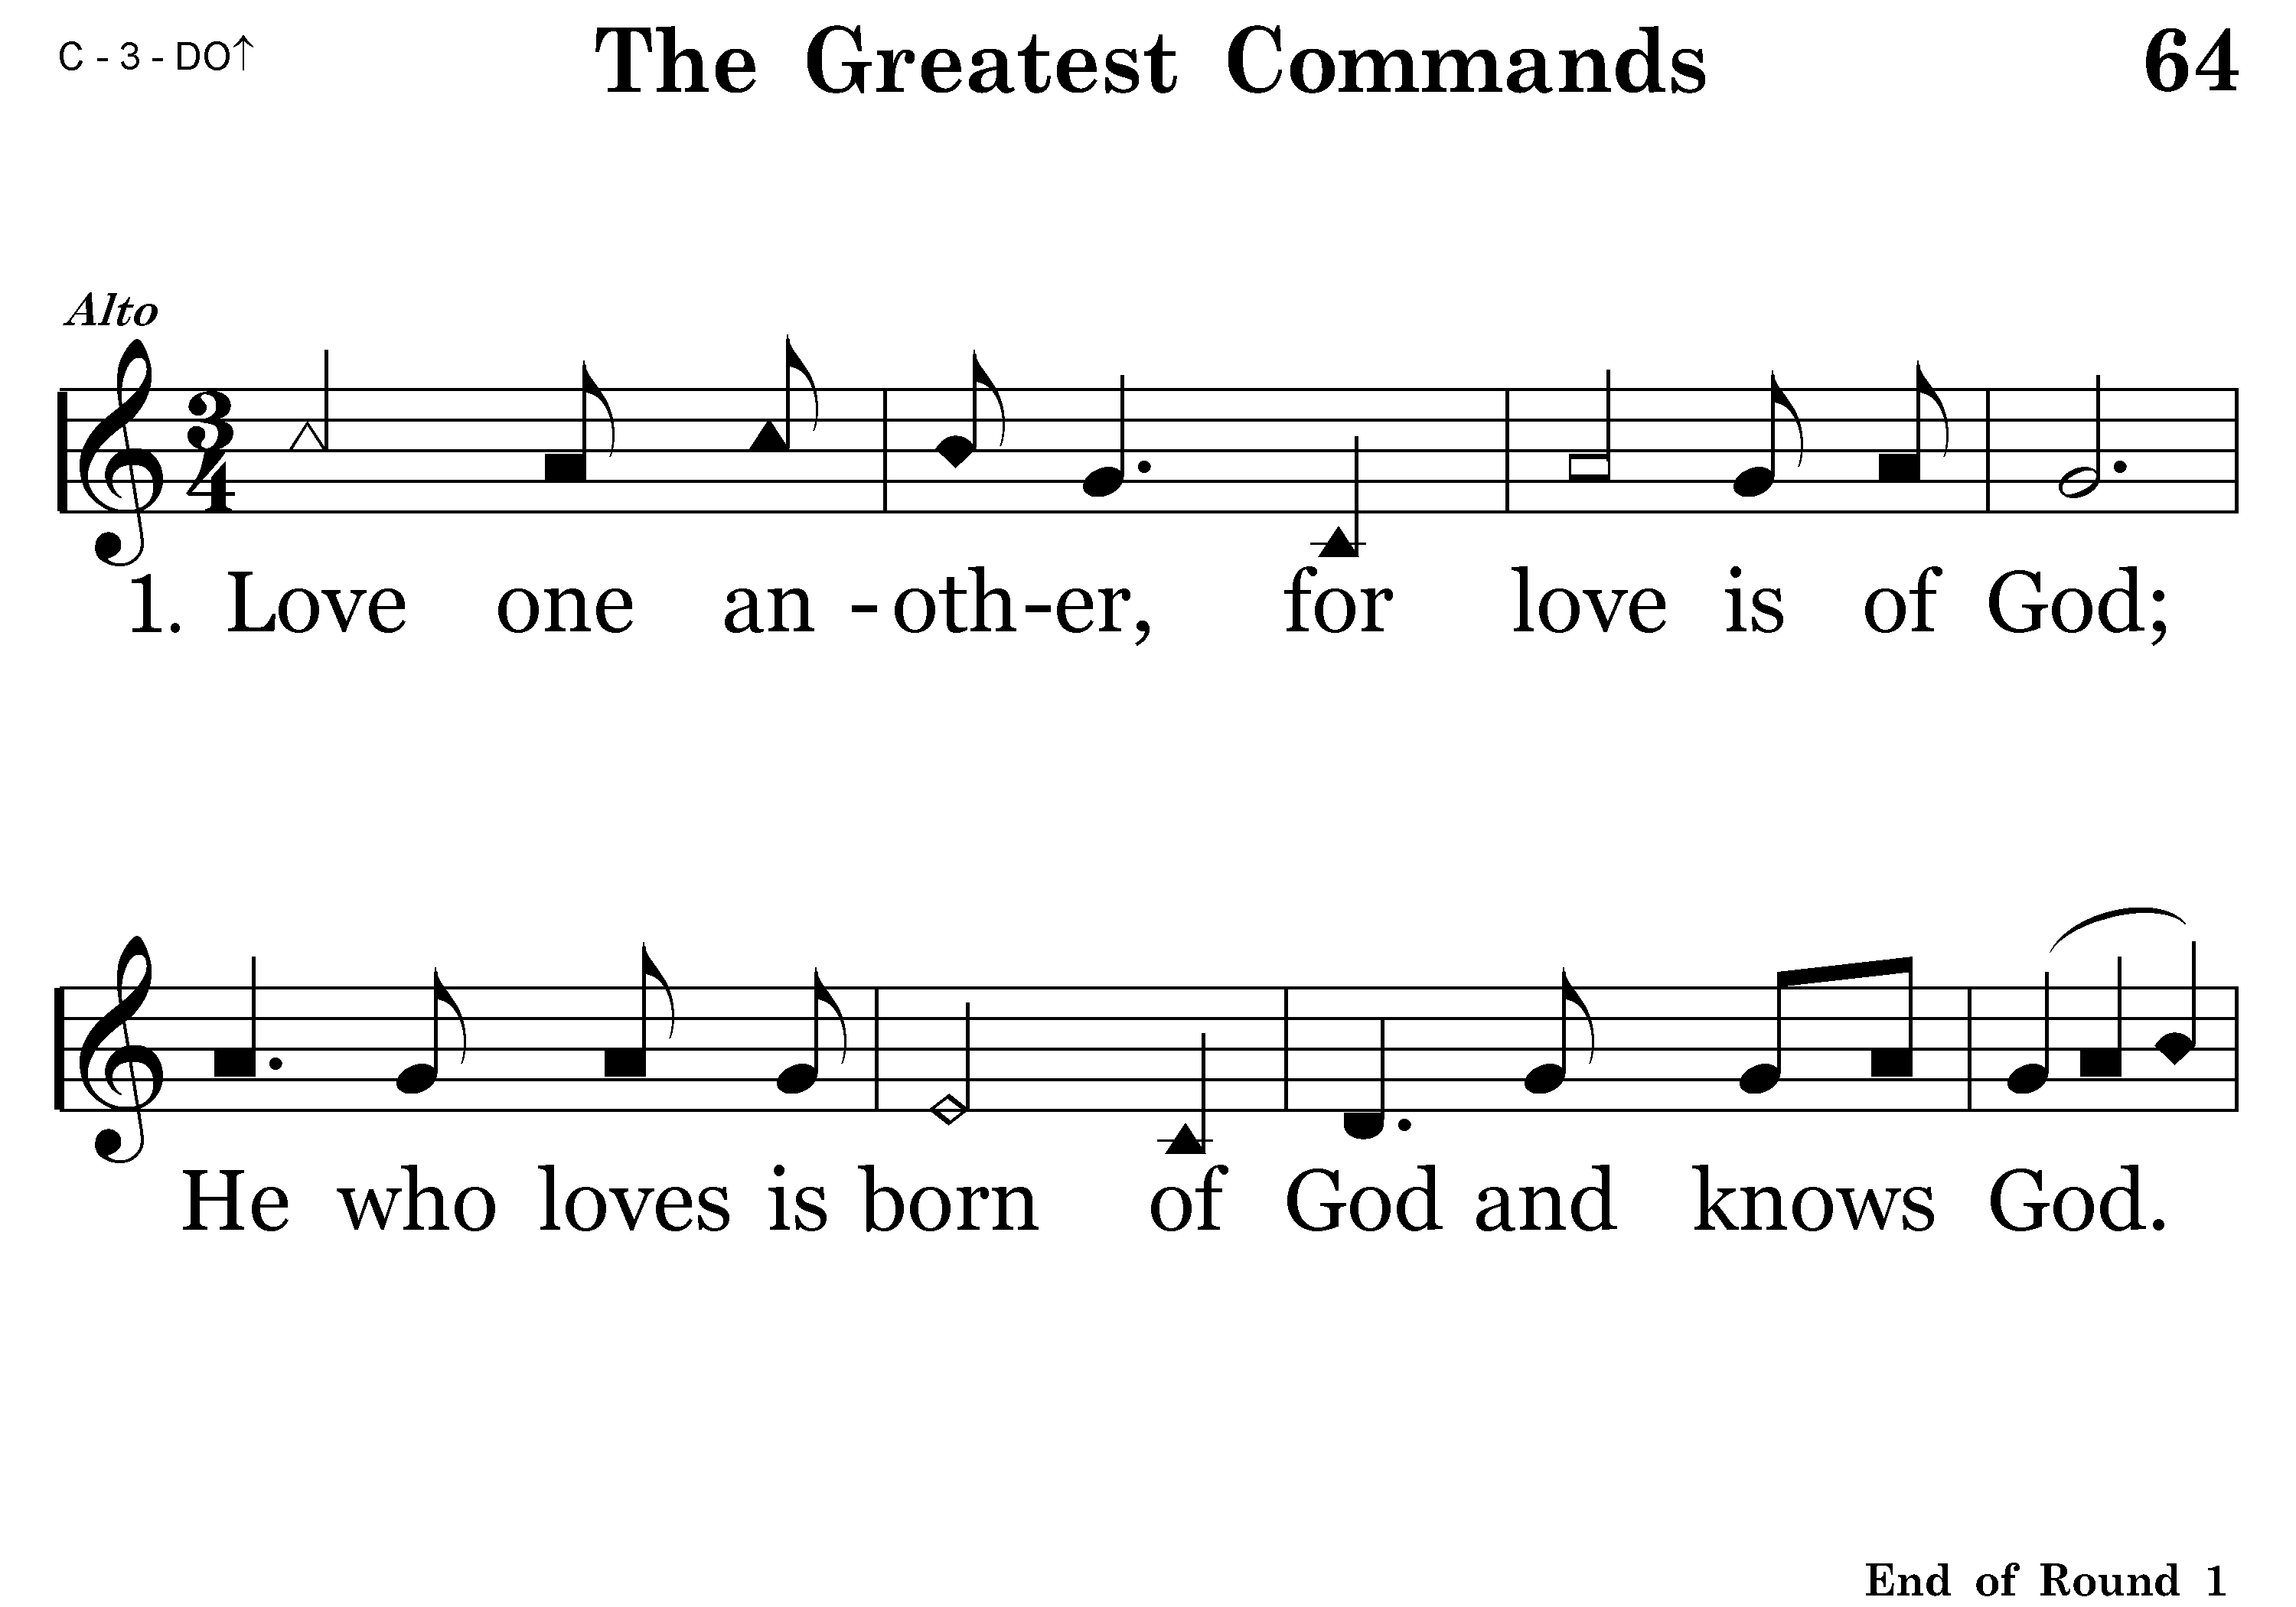 C - 3 - DO↑ The Greatest Commands 64
Alto
3
4
1. Love one an - oth-er, for love is of God;
He who loves is born of God and knows God.
End of Round 1